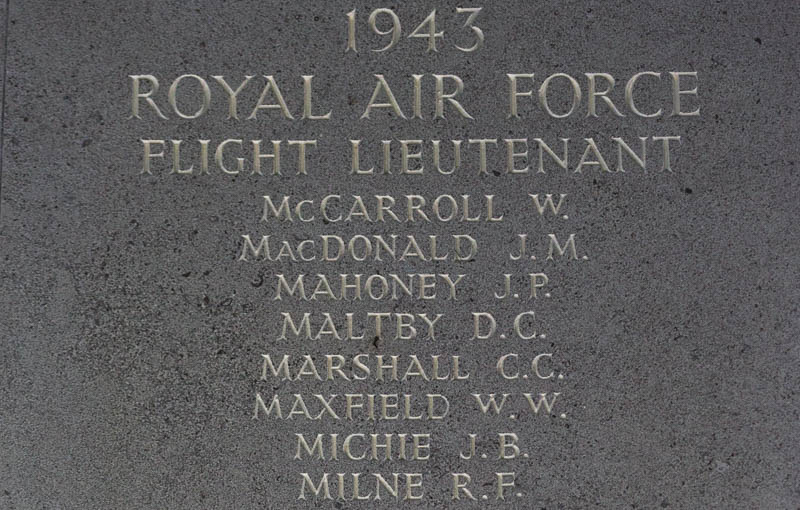 1943
ROYAL AIR FORCE
FLIGHT LIEUTENANT
McCARROLL W.
MacDONALD J.M.
MAHONEY J.P.
MALTBY D.C.
MARSHALL C.C.
MAXFIELD W.W.
MICHIE J.B.
MILNE R.F.